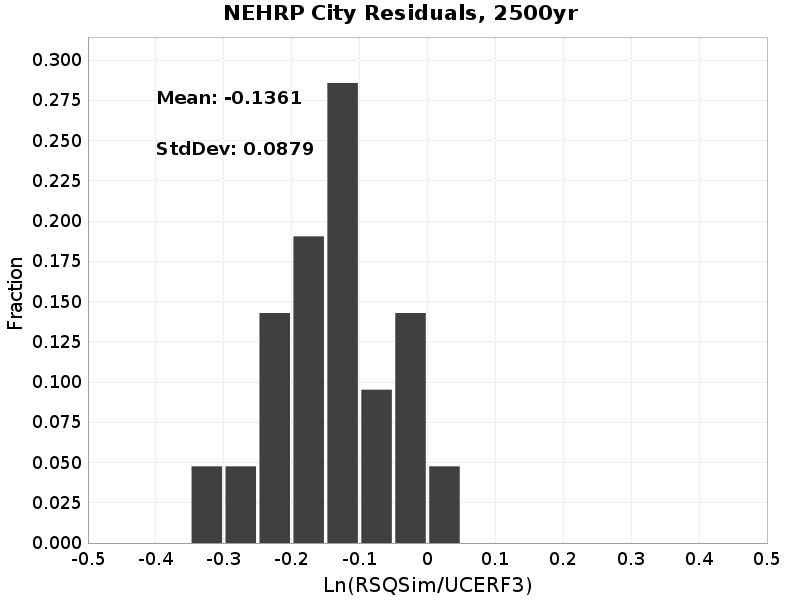 NEHRP City Residuals, 2500yr
0.300
0.275
0.250
0.225
0.200
0.175
0.150
0.125
0.100
0.075
0.050
0.025
0.000
Fraction
Mean: -0.1361
StdDev: 0.0879
-0.5 -0.4 -0.3 -0.2 -0.1 0 0.1 0.2 0.3 0.4 0.5
Ln(RSQSim/UCERF3)